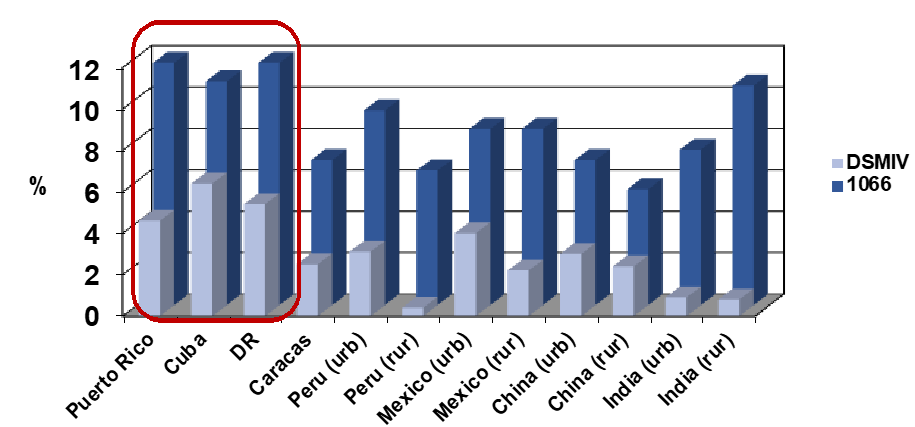 12
10
8
6
4
2
0
%
Puerto Rico
Cuba
DR
Caracas
Peru (urb)
Peru (rur)
Mexico (urb)
Mexico (rur)
China (urb)
China (rur)
India (urb)
India (rur)
DSMIV
1066